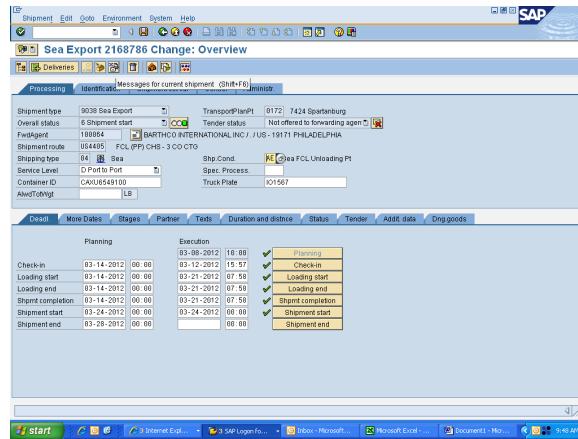 Shipment Edit Goto Environment System Help
SAP
Sea Export 2168786 Change: Overview
Deliveries
Messages for current shipment (Shift+F6)
Processing Identification
Shipment type 9038 Sea Export TransportPlanPt 0172 7424 Spartanburg
Overall status 6 Shipment start Tender status Not offered to forwarding agen
FwdAgent 100064 BARTHCO INTERNATIONAL INC / . / US - 19171 PHILADELPHIA
Shipment route US4405 FCL (PP) CHS - 3 CO CTG
Shipping type 04 Sea Shp.Cond. AE Sea FCL Unloading Pt
Service Level D Port to Port Spec. Process.
Container ID CAXU6549100 Truck Plate IO1567
AlwdTotWgt LB
Deadl. More Dates Stages Partner Texts Duration and distnce Status Tender Addit. data Dng.goods
Planning Execution
03-08-2012 10:00 Planning
Check-in 03-14-2012 00:00 03-12-2012 15:57 Check-in
Loading start 03-14-2012 00:00 03-21-2012 07:58 Loading start
Loading end 03-14-2012 00:00 03-21-2012 07:58 Loading end
Shpmt completion 03-14-2012 00:00 03-21-2012 07:58 Shpmt completion
Shipment start 03-24-2012 00:00 03-24-2012 00:00 Shipment start
Shipment end 03-28-2012 00:00 00:00 Shipment end
start 3 Internet Expl... 3 SAP Logon fo... Inbox - Microsoft... Microsoft Excel - ... Document1 - Micr... 9:48 AM